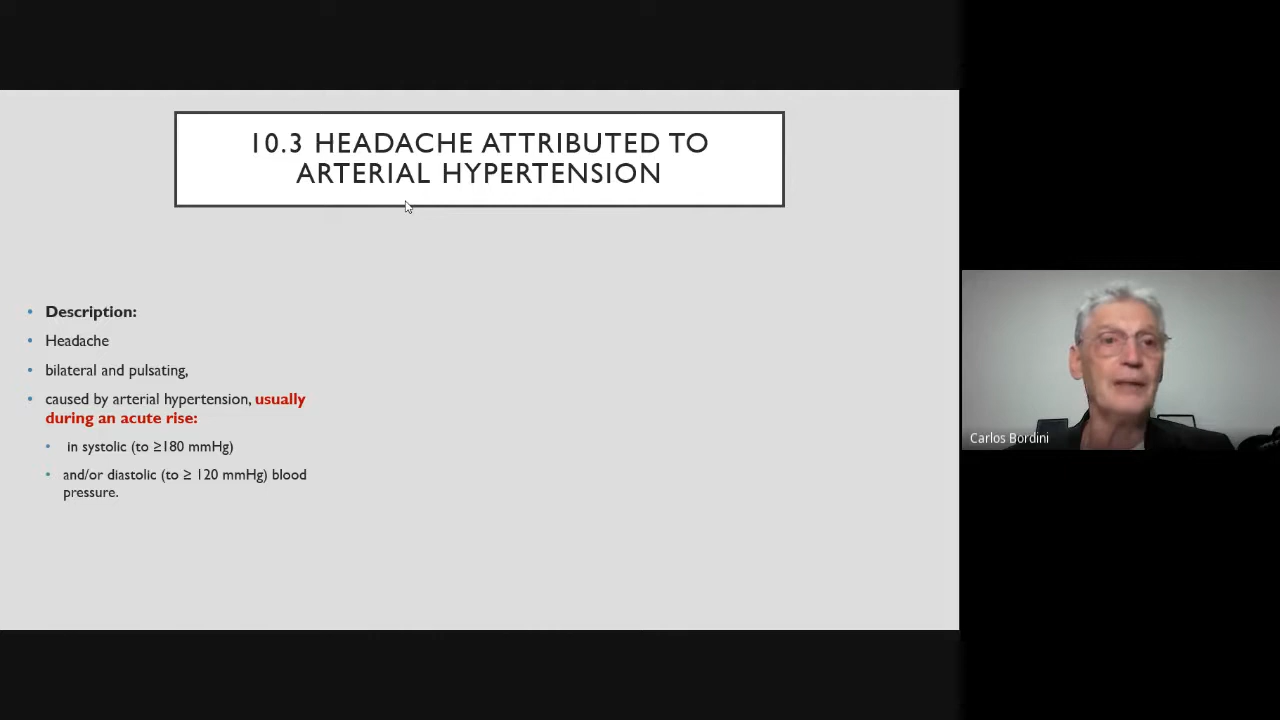 10.3 HEADACHE ATTRIBUTED TO
ARTERIAL HYPERTENSION
• Description:
• Headache
• bilateral and pulsating,
• caused by arterial hypertension, usually
during an acute rise:
• in systolic (to ≥180 mmHg)
• and/or diastolic (to ≥ 120 mmHg) blood
pressure.
Carlos Bordini